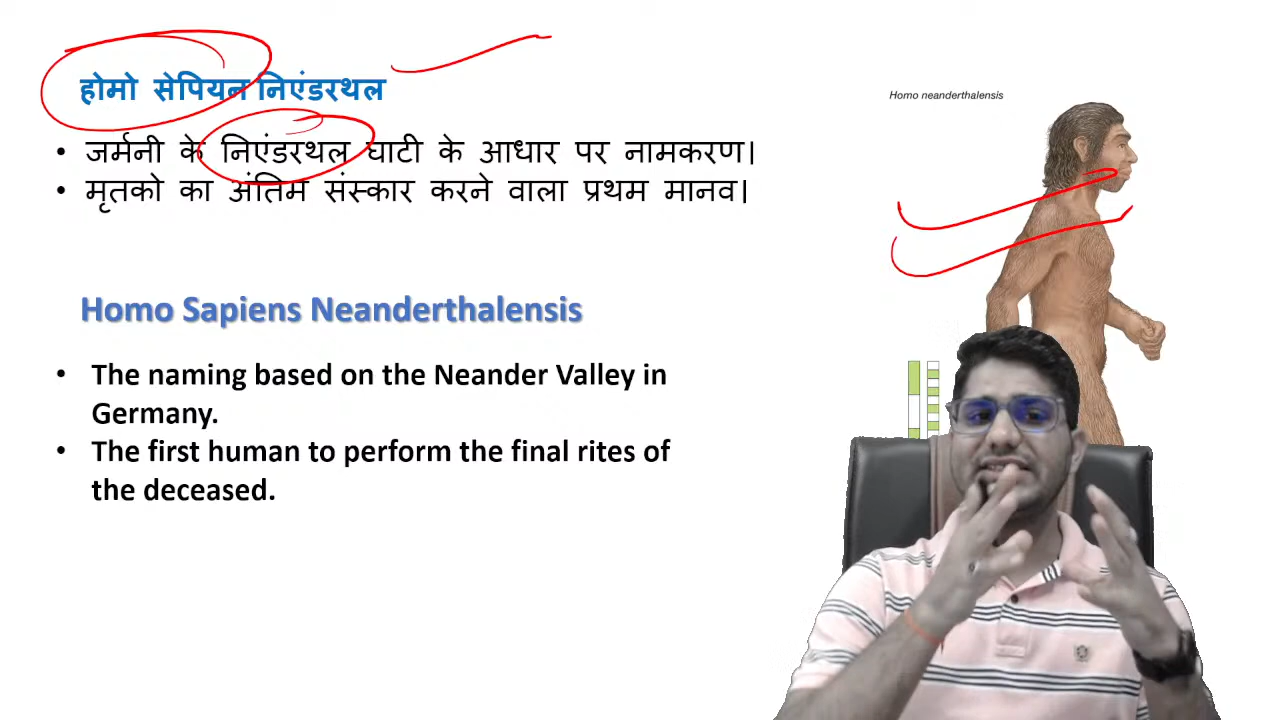 होमो सेपियन निएंडरथल
• जर्मनी के निएंडरथल घाटी के आधार पर नामकरण।
• मृतको का अंतिम संस्कार करने वाला प्रथम मानव।
Homo neanderthalensis
Homo Sapiens Neanderthalensis
• The naming based on the Neander Valley in
Germany.
• The first human to perform the final rites of
the deceased.